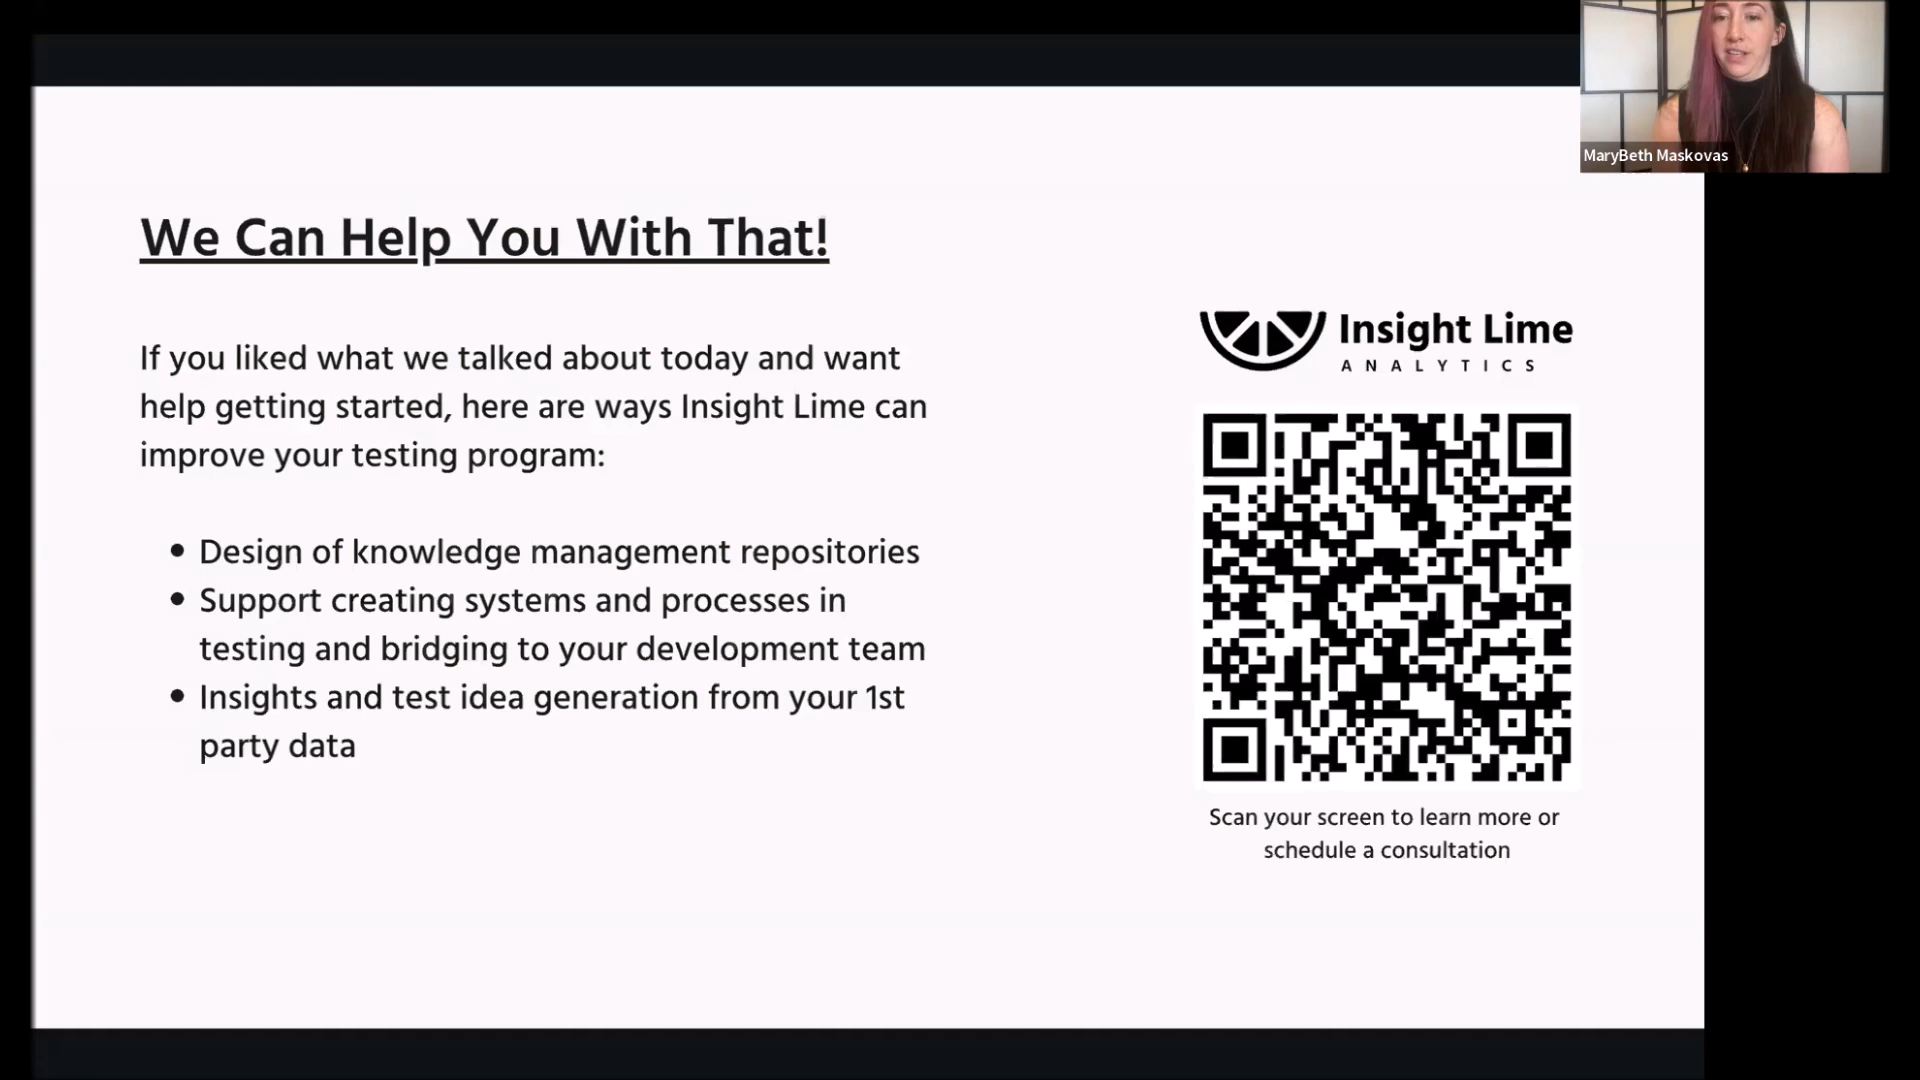 MaryBeth Maskovas
We Can Help You With That!
If you liked what we talked about today and want
help getting started, here are ways Insight Lime can
improve your testing program:
• Design of knowledge management repositories
• Support creating systems and processes in
testing and bridging to your development team
• Insights and test idea generation from your 1st
party data
Insight Lime
ANALYTICS
Scan your screen to learn more or
schedule a consultation